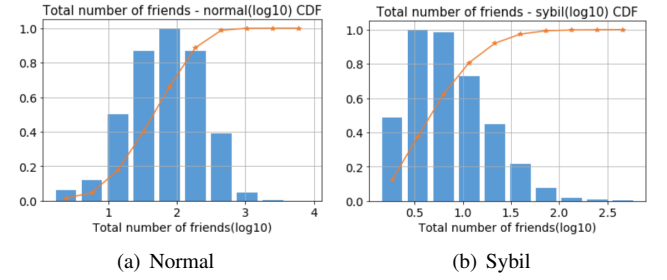 Total number of friends - normal(log10) CDF
1.0
0.8
0.6
0.4
0.2
0.0
1 2 3 4
Total number of friends(log10)
(a) Normal
Total number of friends - sybil(log10) CDF
1.0
0.8
0.6
0.4
0.2
0.0
0.5 1.0 1.5 2.0 2.5
Total number of friends(log10)
(b) Sybil